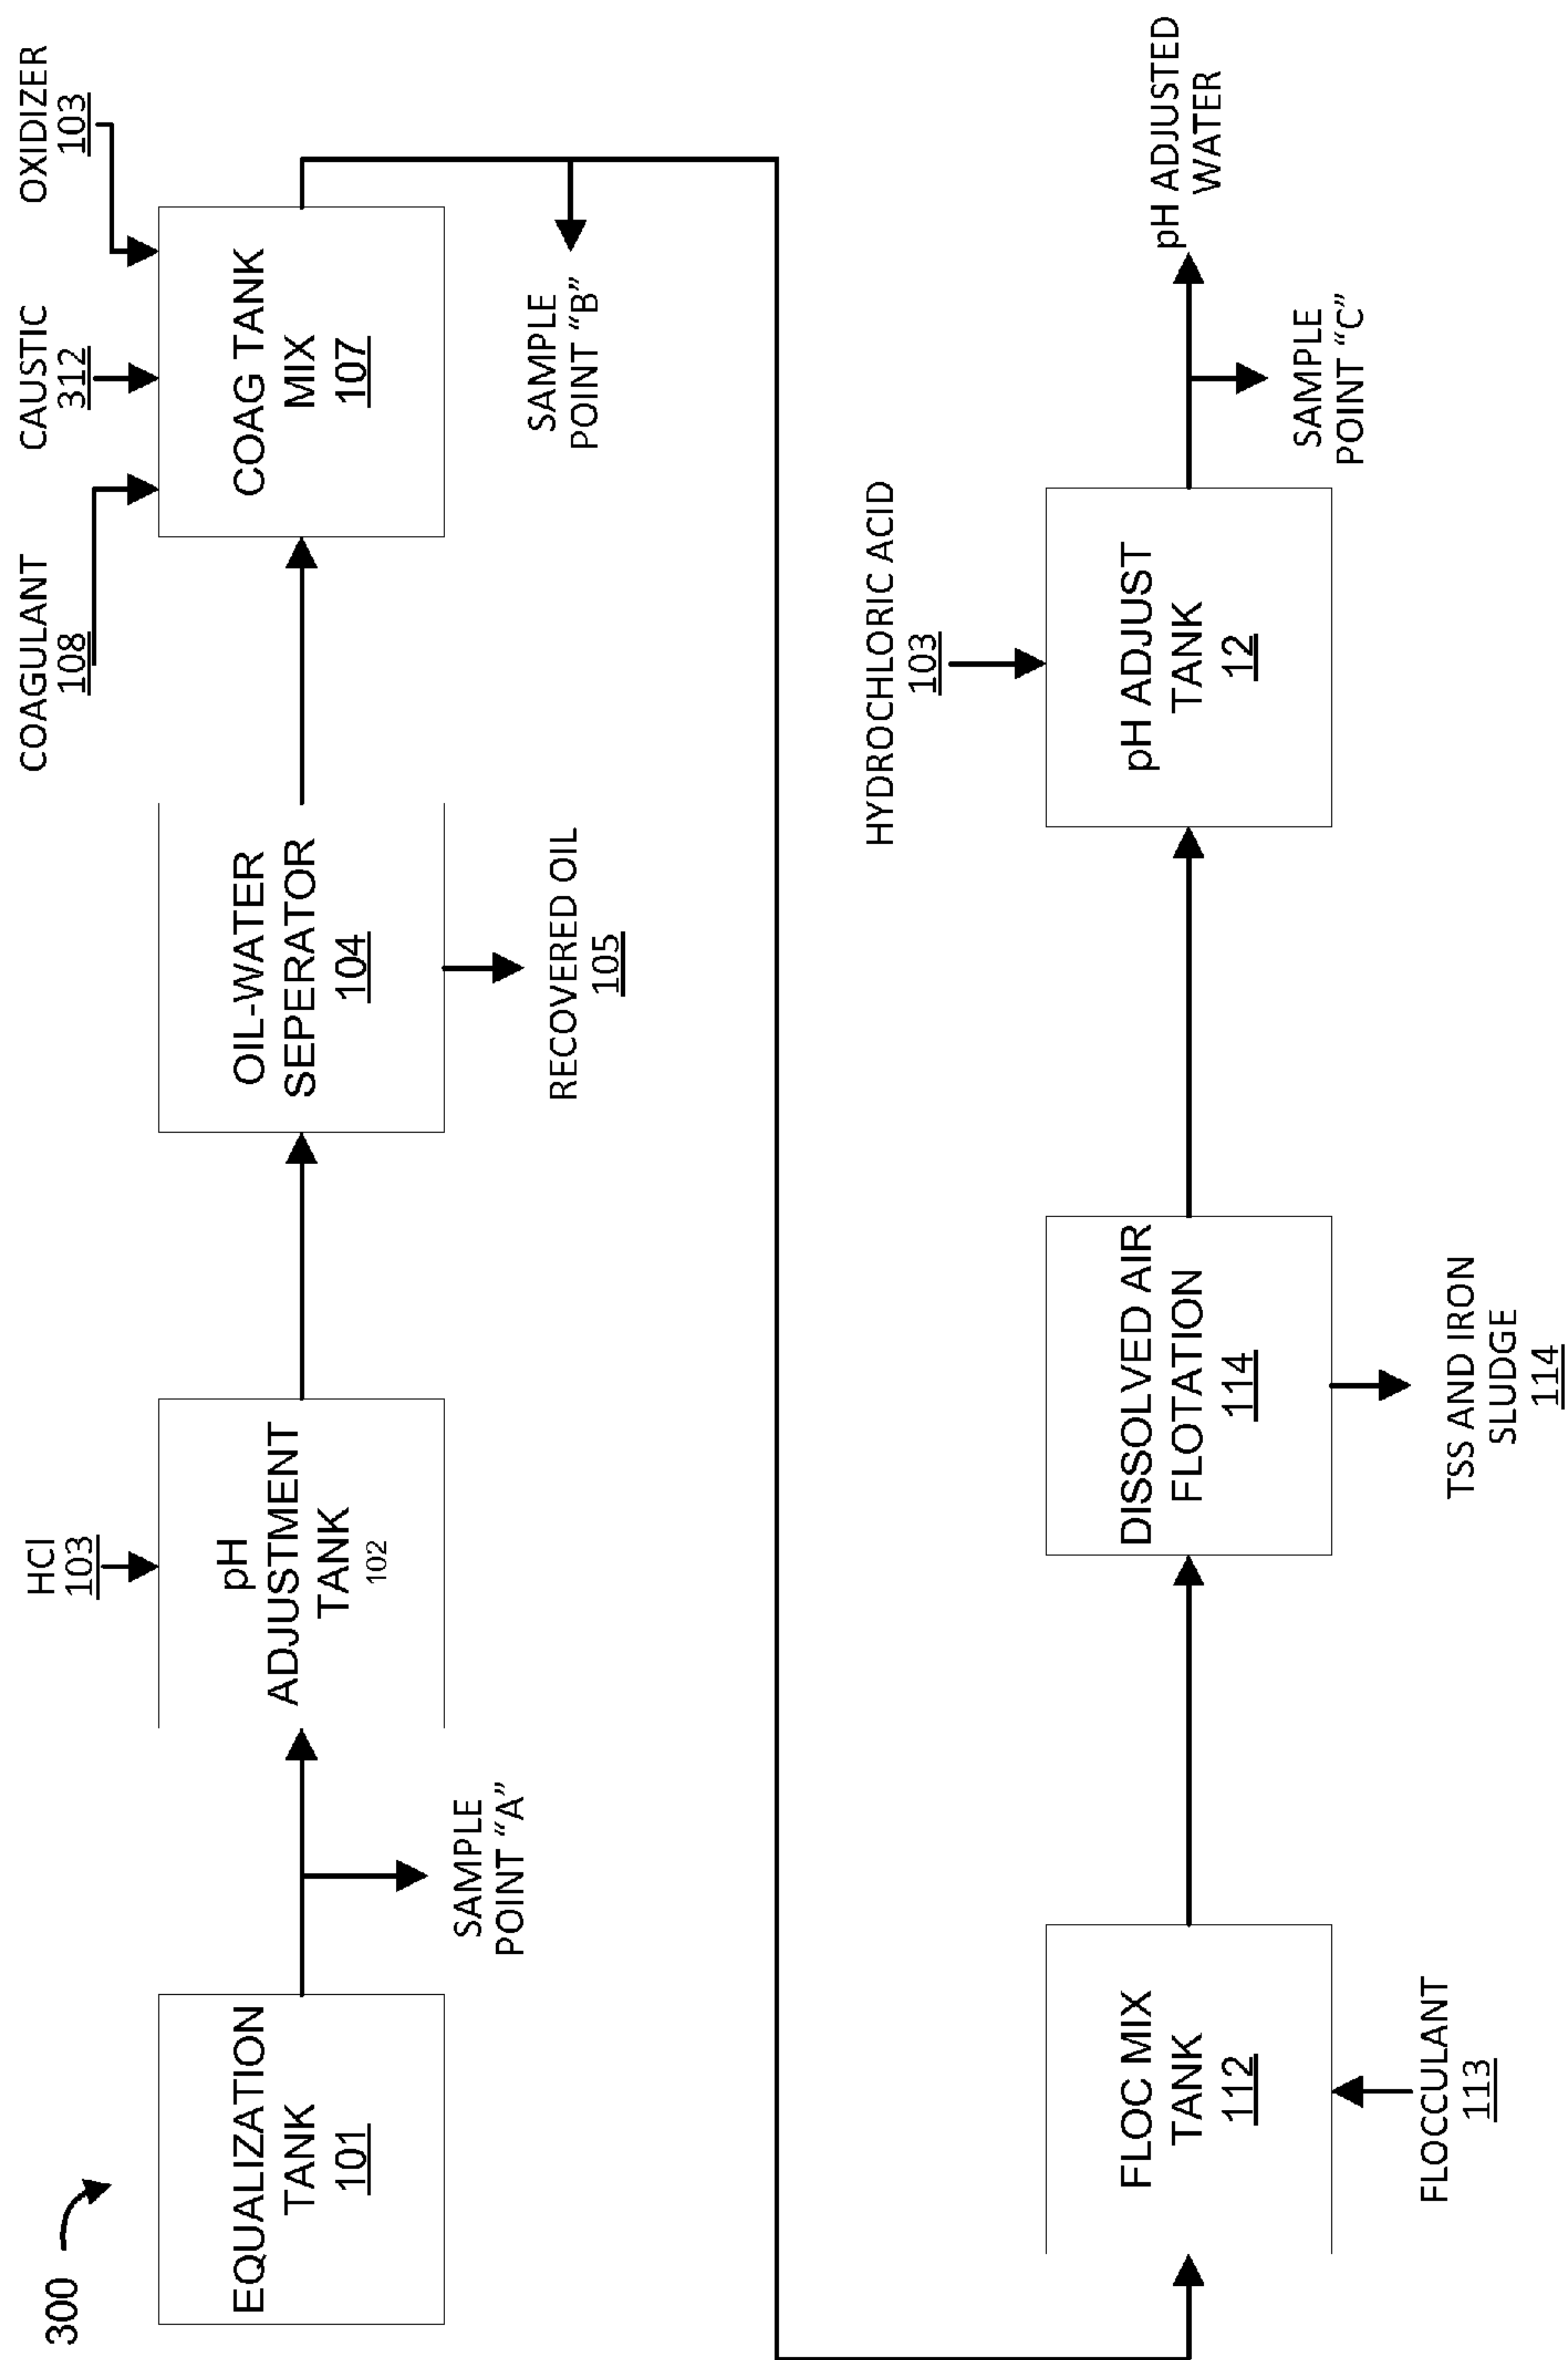 300
EQUALIZATION
TANK
101
SAMPLE
POINT “A”
HCl
103
pH
ADJUSTMENT
TANK
102
OIL-WATER
SEPERATOR
104
RECOVERED OIL
105
COAGULANT
108
CAUSTIC
312
OXIDIZER
103
COAG TANK
MIX
107
SAMPLE
POINT “B”
FLOC MIX
TANK
112
FLOCCULANT
113
DISSOLVED AIR
FLOTATION
114
TSS AND IRON
SLUDGE
114
HYDROCHLORIC ACID
103
pH ADJUST
TANK
12
SAMPLE
POINT “C”
pH ADJUSTED
WATER